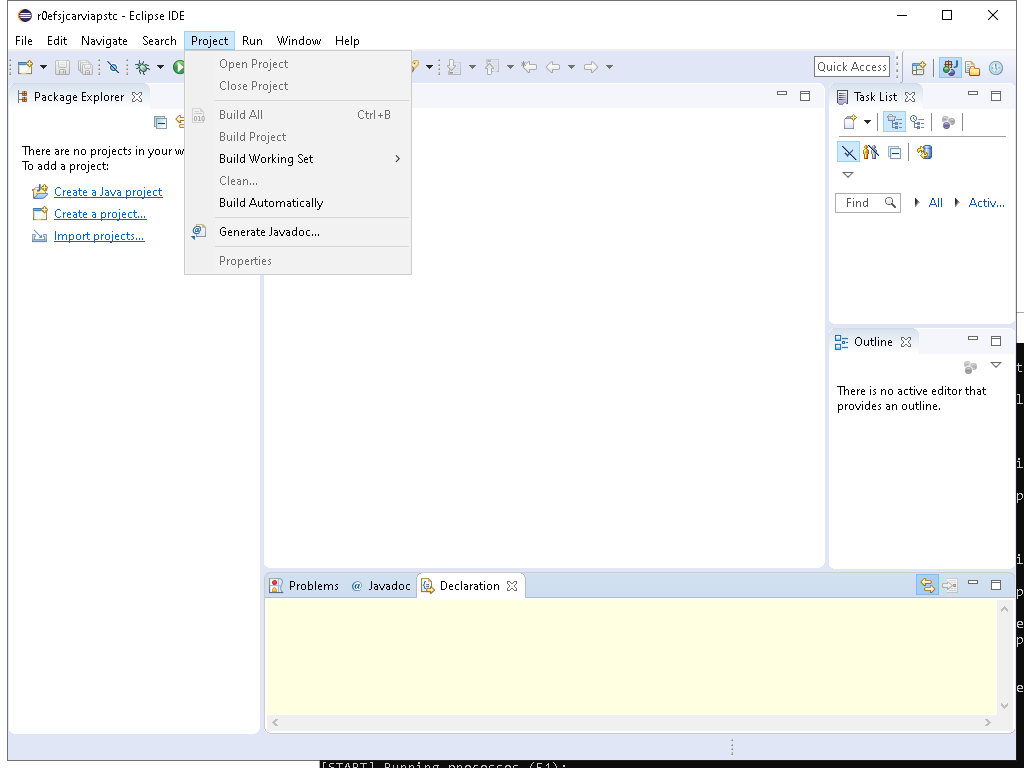 r0efsjcarviapstc - Eclipse IDE
File Edit Navigate Search Project Run Window Help
Quick Access
Open Project
Close Project
Build All Ctrl+B
Build Project
Build Working Set
Clean...
Build Automatically
Generate Javadoc...
Properties
Package Explorer
There are no projects in your w
To add a project:
Create a Java project
Create a project...
Import projects...
Task List
Find
All
Activ...
Outline
There is no active editor that
provides an outline.
Problems
@ Javadoc
Declaration
[START] Running processes (51):